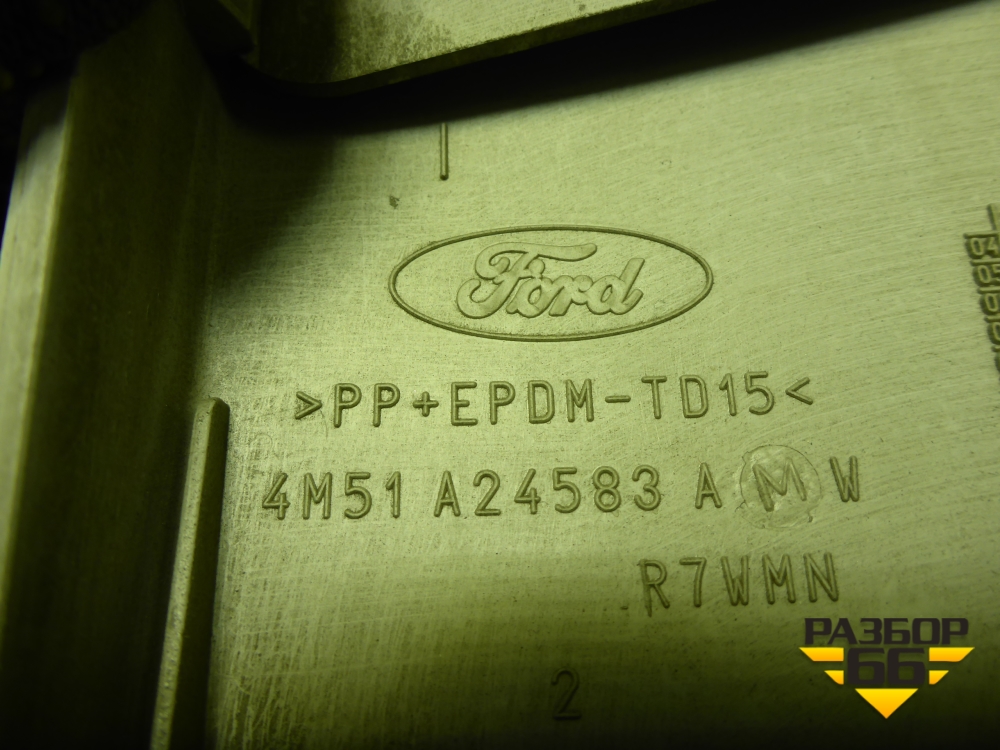 Ford
>PP+EPDM-TD15<
4M51 A24583 A M W
R7WMN
2
РАЗБОР
66